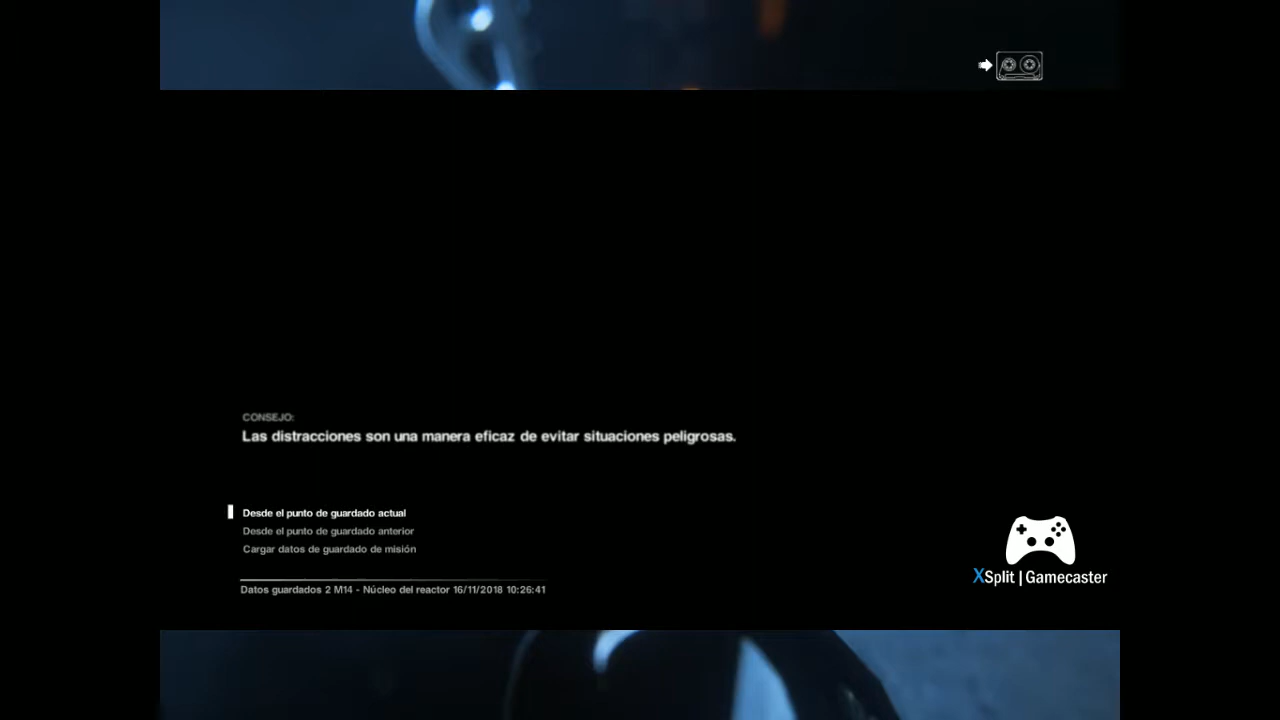 CONSEJO:
Las distracciones son una manera eficaz de evitar situaciones peligrosas.
Desde el punto de guardado actual
Desde el punto de guardado anterior
Cargar datos de guardado de misión
Datos guardados 2 M14 - Núcleo del reactor 16/11/2018 10:26:41
XSplit | Gamecaster